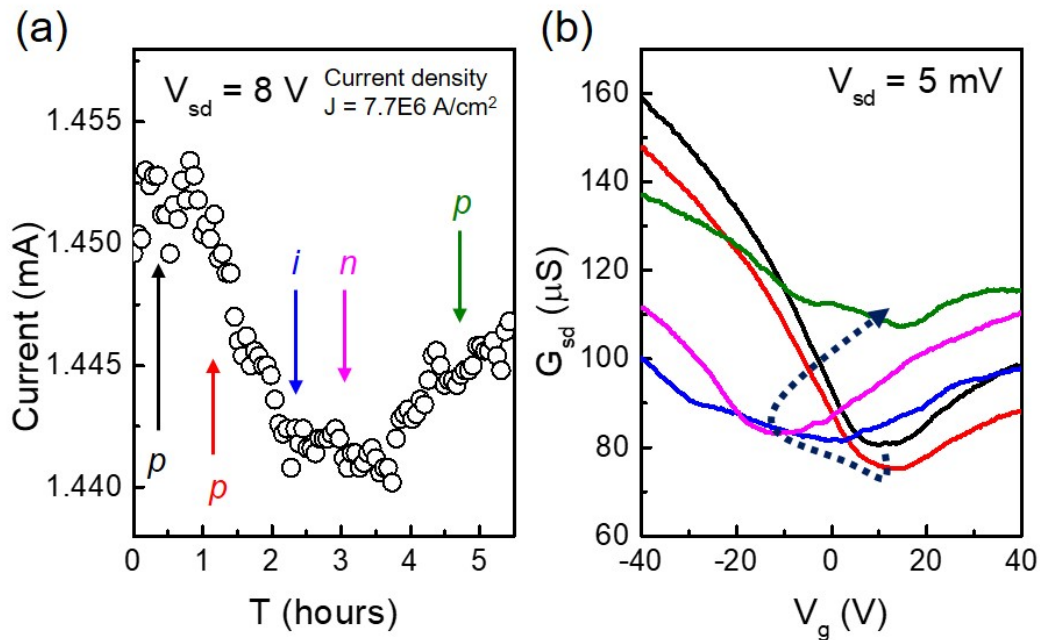 (a)
V_sd = 8 V
Current density
J = 7.7E6 A/cm²
1.455
1.450
1.445
1.440
Current (mA)
p
p
i
n
p
0 1 2 3 4 5
T (hours)
(b)
V_sd = 5 mV
160
140
120
100
80
60
G_sd (μS)
-40 -20 0 20 40
V_g (V)